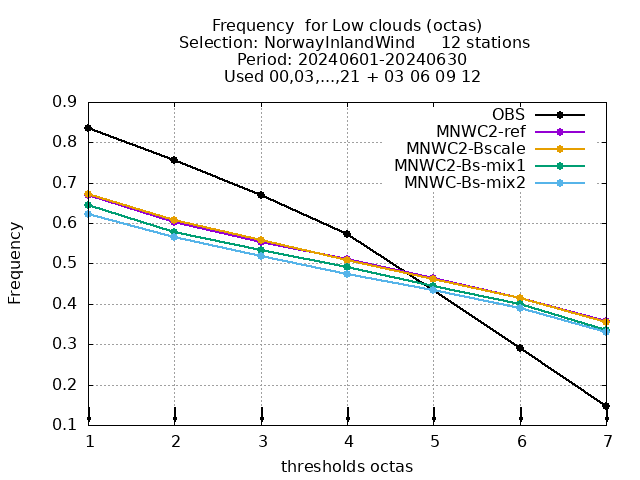 Frequency  for Low clouds (octas)
Selection: NorwayInlandWind     12 stations
Period: 20240601-20240630
Used 00,03,...,21 + 03 06 09 12
OBS
MNWC2-ref
MNWC2-Bscale
MNWC2-Bs-mix1
MNWC-Bs-mix2
0.9
0.8
0.7
0.6
0.5
0.4
0.3
0.2
0.1
Frequency
1 2 3 4 5 6 7
thresholds octas